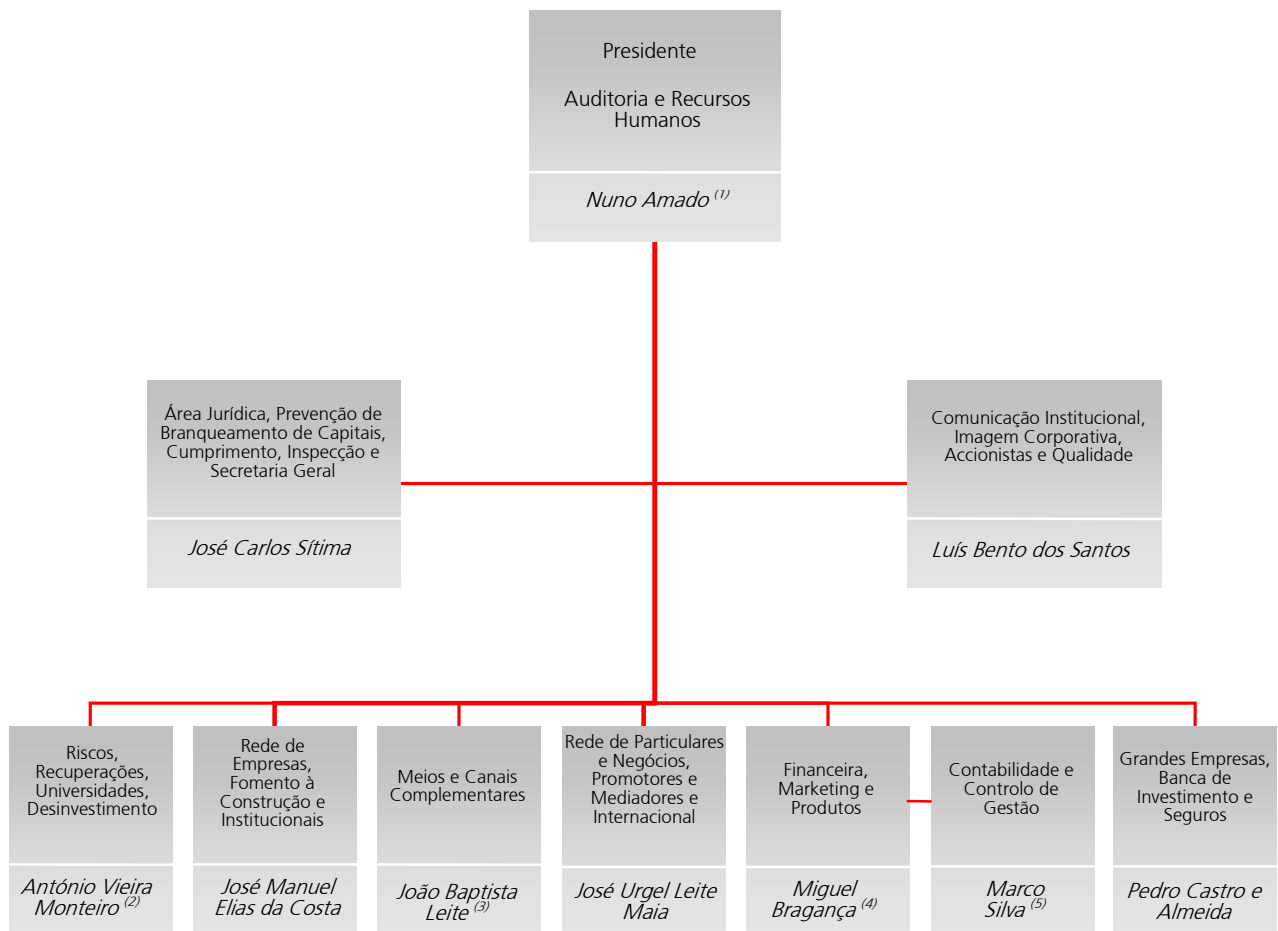 Presidente
Auditoria e Recursos
Humanos
Nuno Amado (1)
Área Jurídica, Prevenção de
Branqueamento de Capitais,
Cumprimento, Inspecção e
Secretaria Geral
José Carlos Sítima
Comunicação Institucional,
Imagem Corporativa,
Accionistas e Qualidade
Luís Bento dos Santos
Riscos,
Recuperações,
Universidades,
Desinvestimento
António Vieira
Monteiro (2)
Rede de
Empresas,
Fomento à
Construção e
Institucionais
José Manuel
Elias da Costa
Meios e Canais
Complementares
João Baptista
Leite (3)
Rede de Particulares
e Negócios,
Promotores e
Mediadores e
Internacional
José Urgel Leite
Maia
Financeira,
Marketing e
Produtos
Miguel
Bragança (4)
Contabilidade e
Controlo de
Gestão
Marco
Silva (5)
Grandes Empresas,
Banca de
Investimento e
Seguros
Pedro Castro e
Almeida